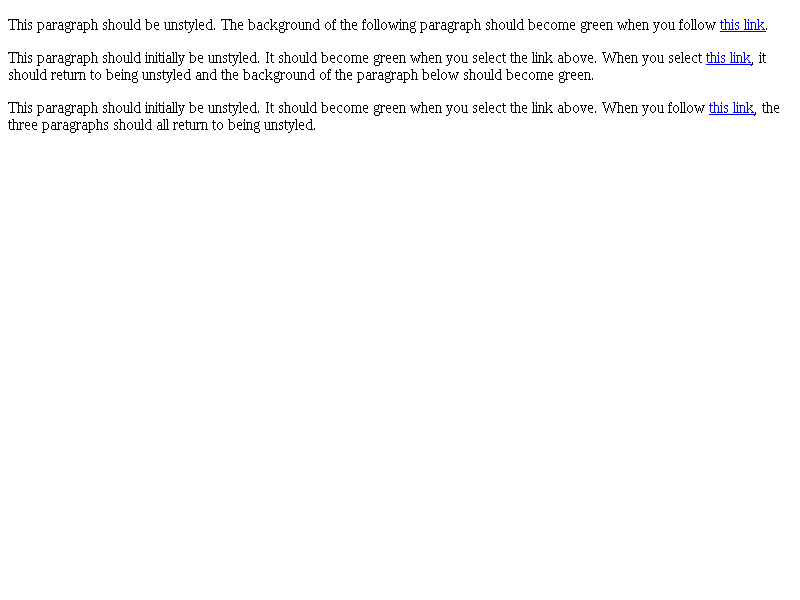 This paragraph should be unstyled. The background of the following paragraph should become green when you follow this link.
This paragraph should initially be unstyled. It should become green when you select the link above. When you select this link, it
should return to being unstyled and the background of the paragraph below should become green.
This paragraph should initially be unstyled. It should become green when you select the link above. When you follow this link, the
three paragraphs should all return to being unstyled.